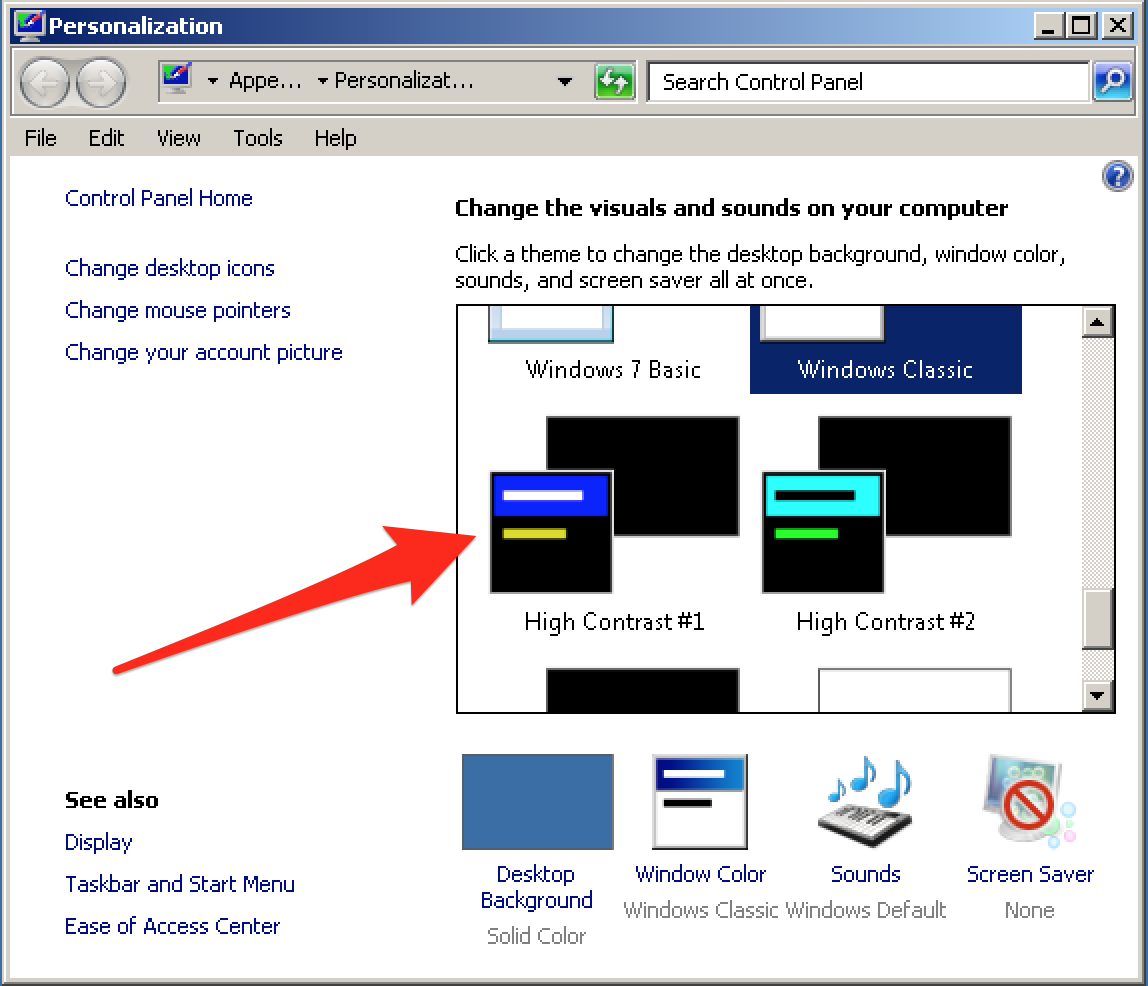 Personalization
Appe... Personalizat...
Search Control Panel
File Edit View Tools Help
Control Panel Home
Change desktop icons
Change mouse pointers
Change your account picture
Change the visuals and sounds on your computer
Click a theme to change the desktop background, window color,
sounds, and screen saver all at once.
Windows 7 Basic
Windows Classic
High Contrast #1
High Contrast #2
See also
Display
Taskbar and Start Menu
Ease of Access Center
Desktop
Background
Solid Color
Window Color
Windows Classic
Sounds
Windows Default
Screen Saver
None